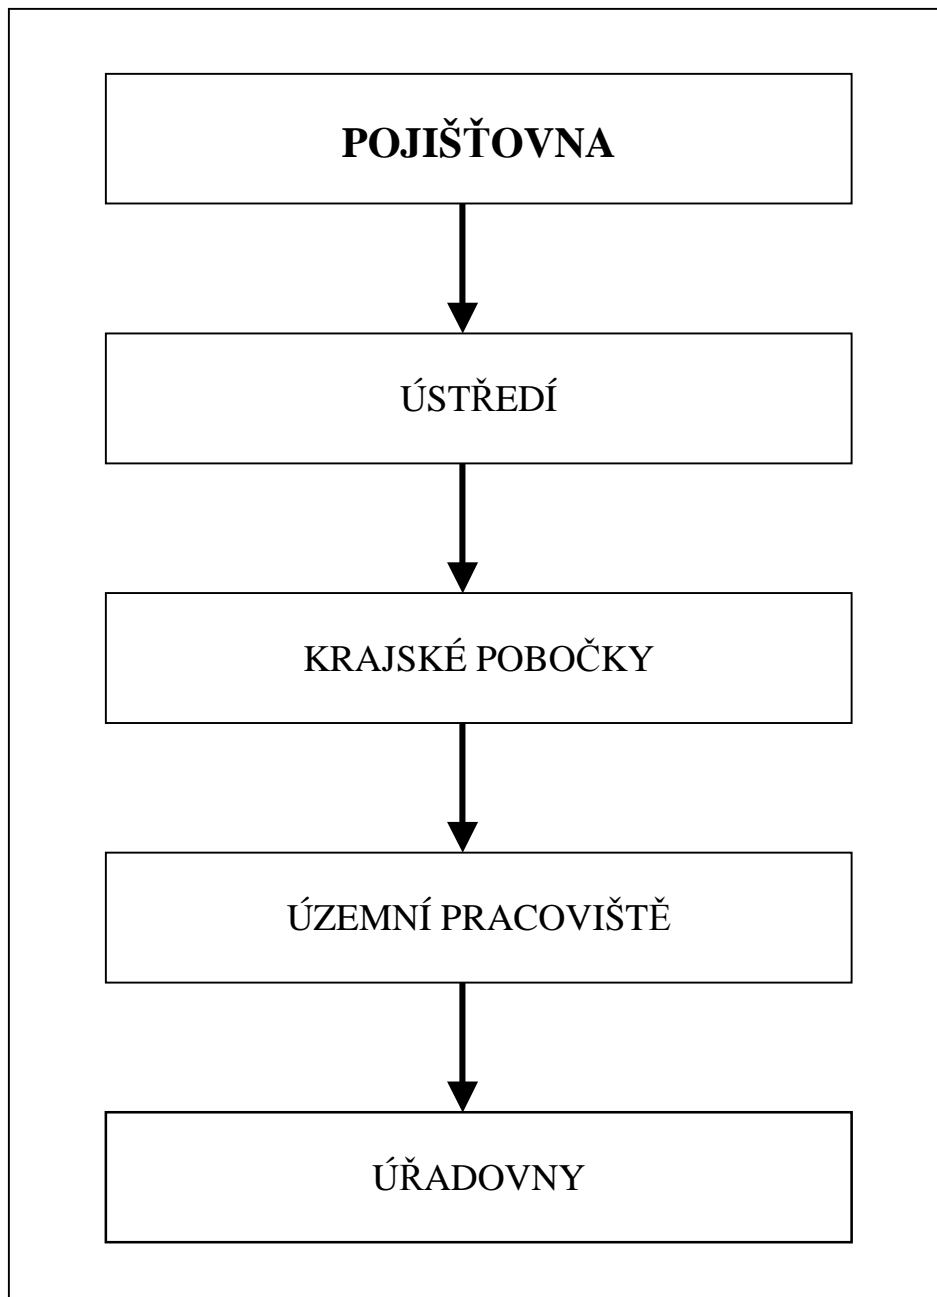 POJIŠŤOVNA
ÚSTŘEDÍ
KRAJSKÉ POBOČKY
ÚZEMNÍ PRACOVIŠTĚ
ÚŘADOVNY